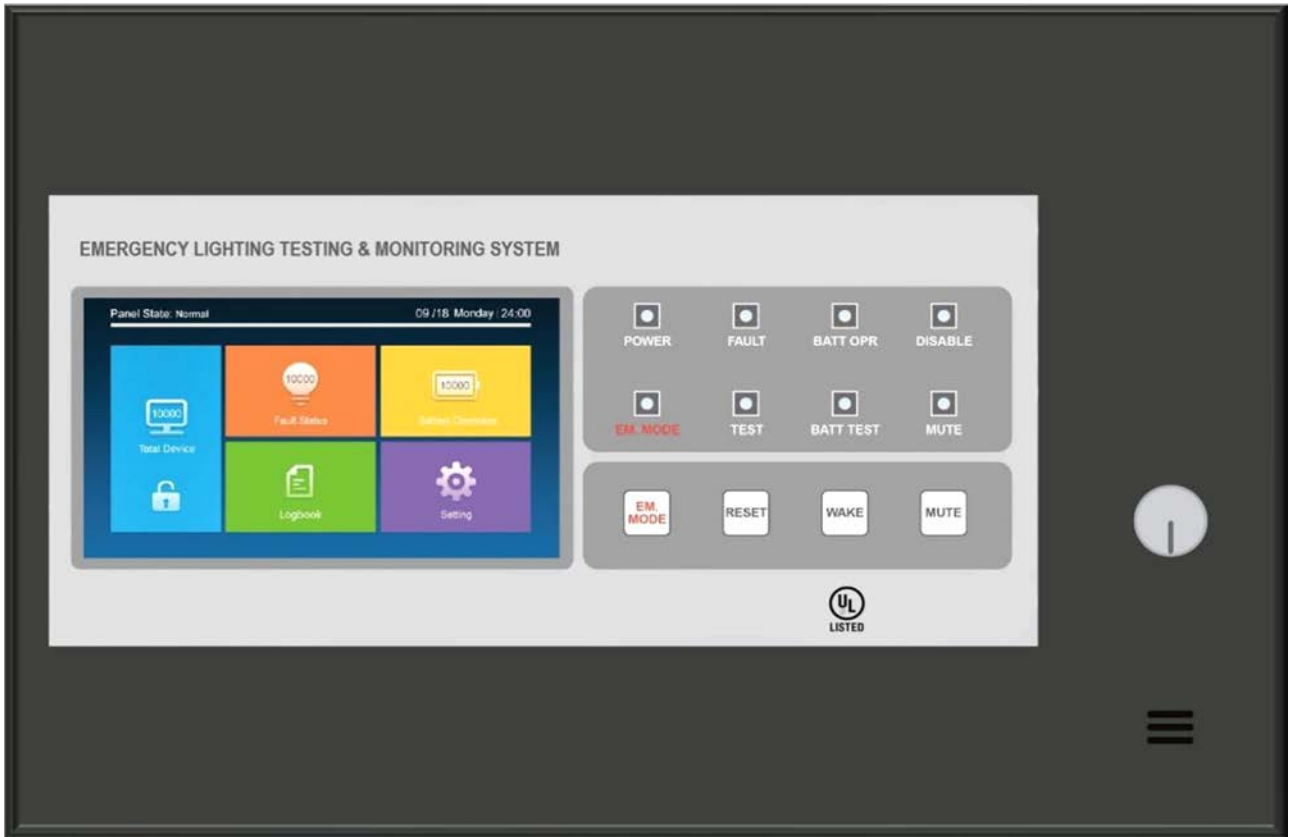 EMERGENCY LIGHTING TESTING & MONITORING SYSTEM
Panel State: Normal 09 /18 Monday 24:00
10000
Total Device
10000
Fault Status
10000
Battery Operation
Logbook
Setting
POWER FAULT BATT OPR DISABLE
EM. MODE TEST BATT TEST MUTE
EM.
MODE
RESET
WAKE
MUTE
UL
LISTED